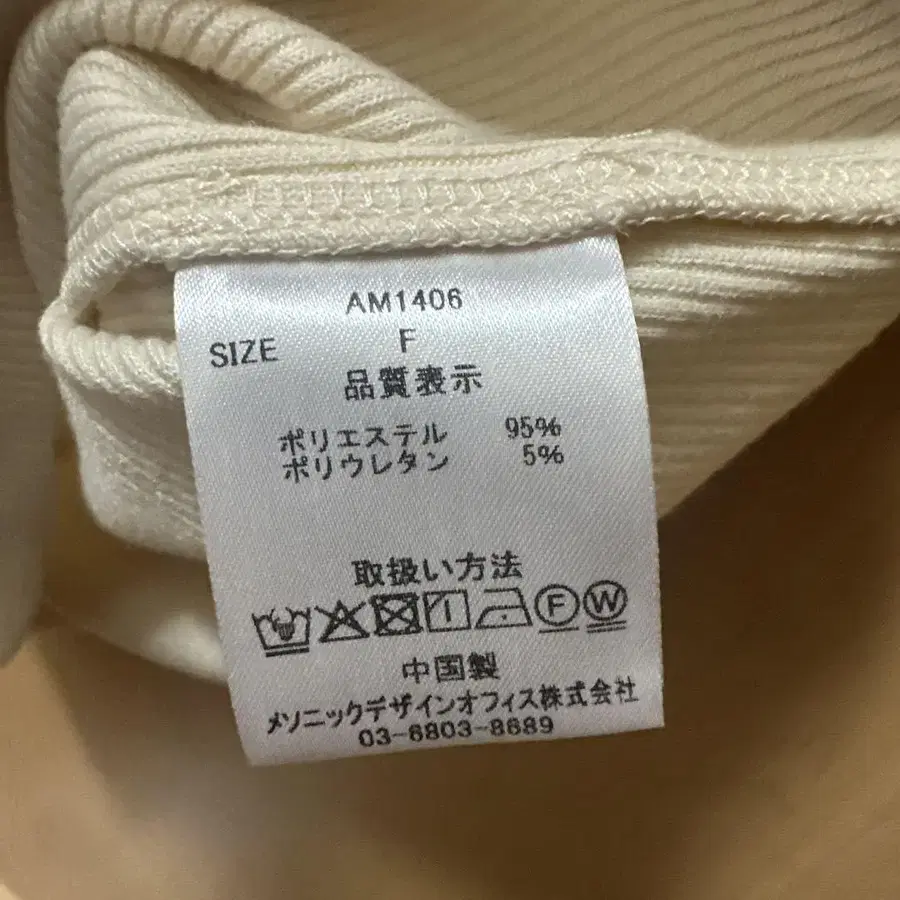 AM1406
SIZE F
品質表示
ポリエステル 95%
ポリウレタン 5%
取扱い方法
F W
中国製
メソニックデザインオフィス株式会社
03-6803-8689